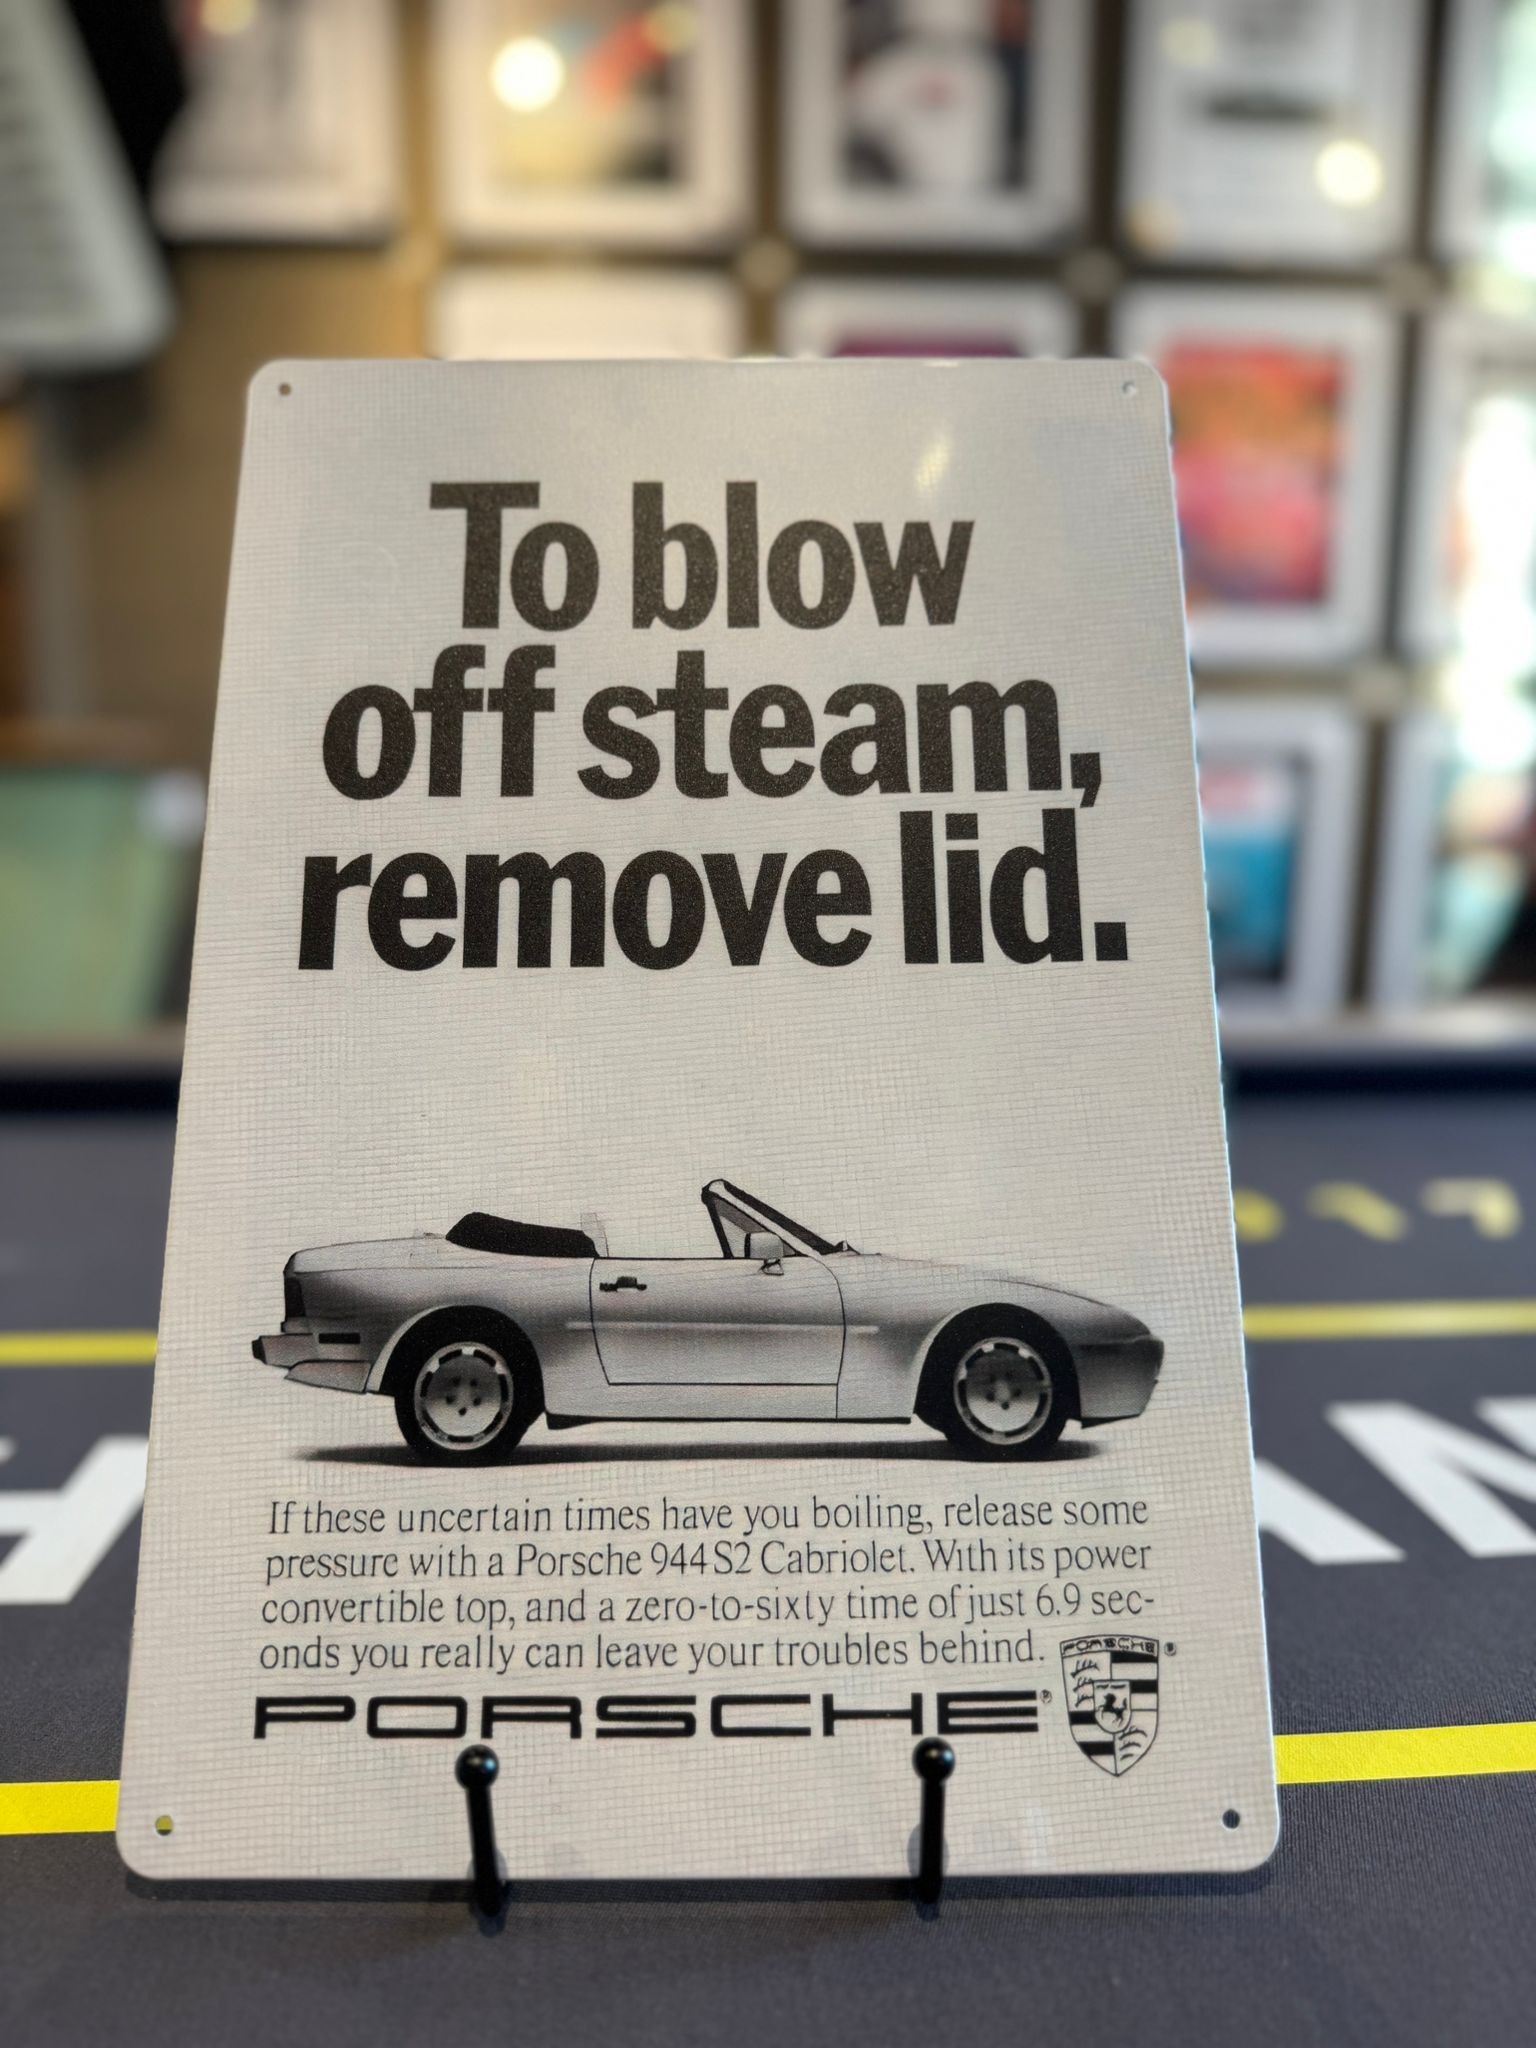 To blow
off steam,
remove lid.
If these uncertain times have you boiling, release some
pressure with a Porsche 944 S2 Cabriolet. With its power
convertible top, and a zero-to-sixty time of just 6.9 sec-
onds you really can leave your troubles behind.
PORSCHE®
PORSCHE ®